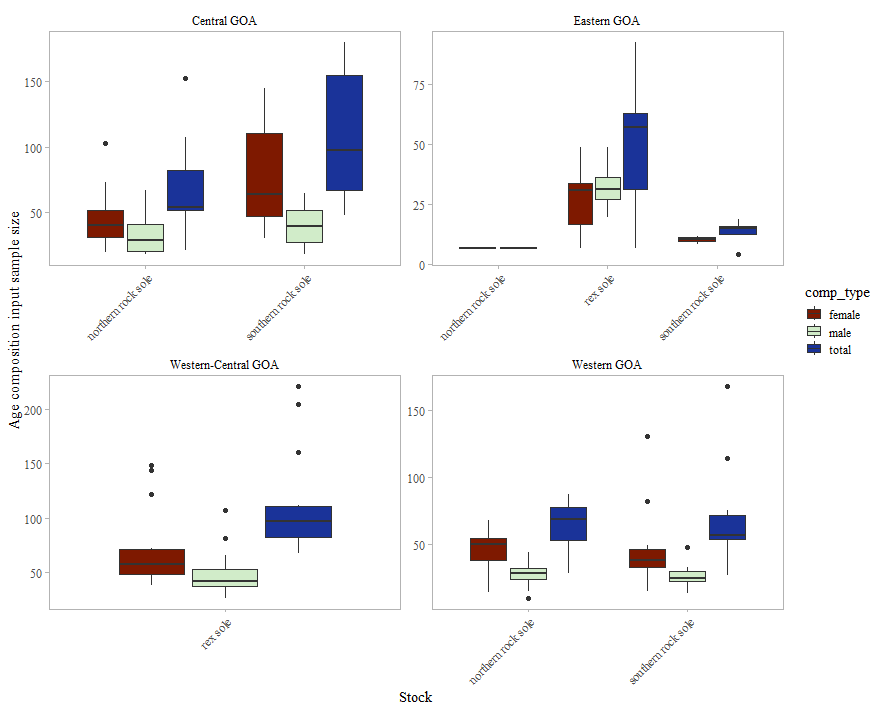 Central GOA
Eastern GOA
150
100
50
75
50
25
0
northern rock sole
southern rock sole
northern rock sole
rex sole
southern rock sole
Age composition input sample size
comp_type
female
male
total
Western-Central GOA
Western GOA
200
150
100
50
150
100
50
rex sole
northern rock sole
southern rock sole
Stock